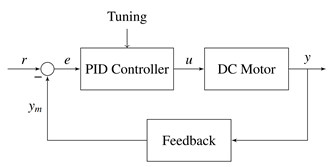 Tuning
r
e
PID Controller
u
DC Motor
y
−
y_m
Feedback